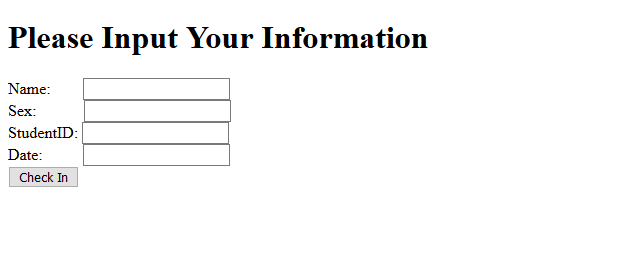 Please Input Your Information
Name:
Sex:
StudentID:
Date:
Check In